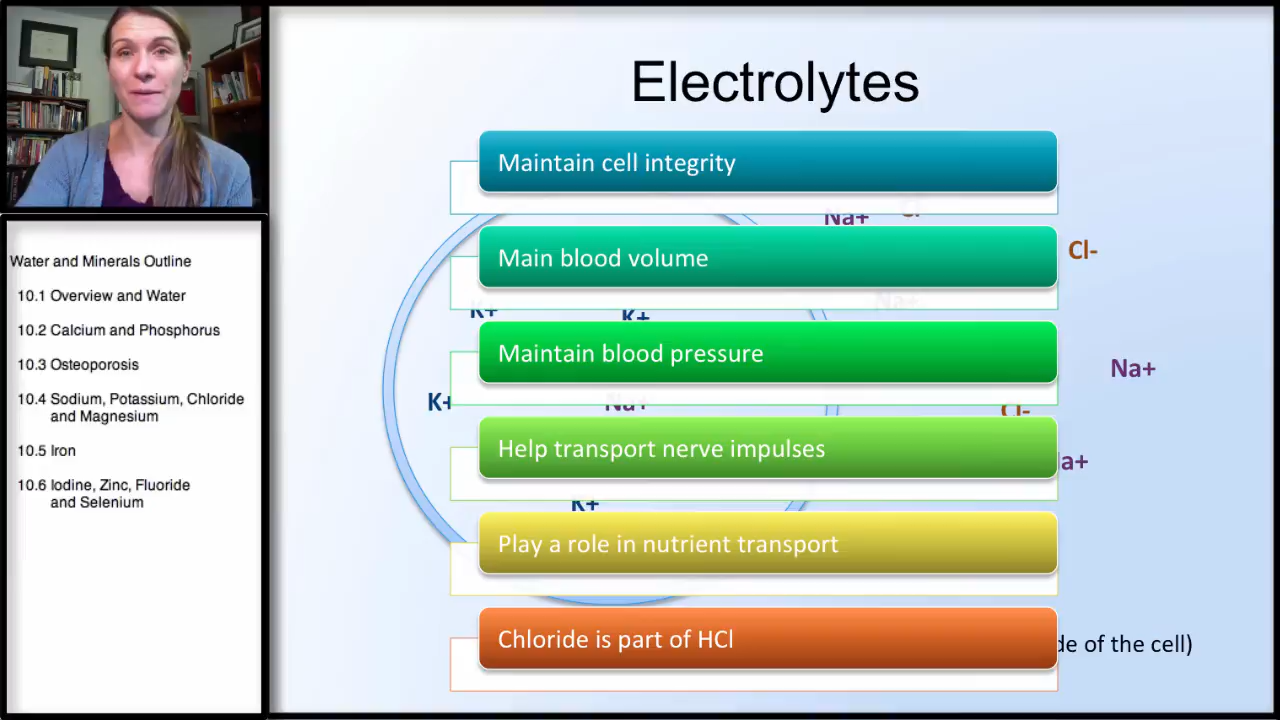 Electrolytes
Maintain cell integrity
Na+
Cl-
Main blood volume
Cl-
Na+
K+
K+
Maintain blood pressure
Na+
K+
Na+
Cl-
Help transport nerve impulses
a+
K+
Play a role in nutrient transport
Chloride is part of HCl
de of the cell)
Water and Minerals Outline
10.1 Overview and Water
10.2 Calcium and Phosphorus
10.3 Osteoporosis
10.4 Sodium, Potassium, Chloride
and Magnesium
10.5 Iron
10.6 Iodine, Zinc, Fluoride
and Selenium